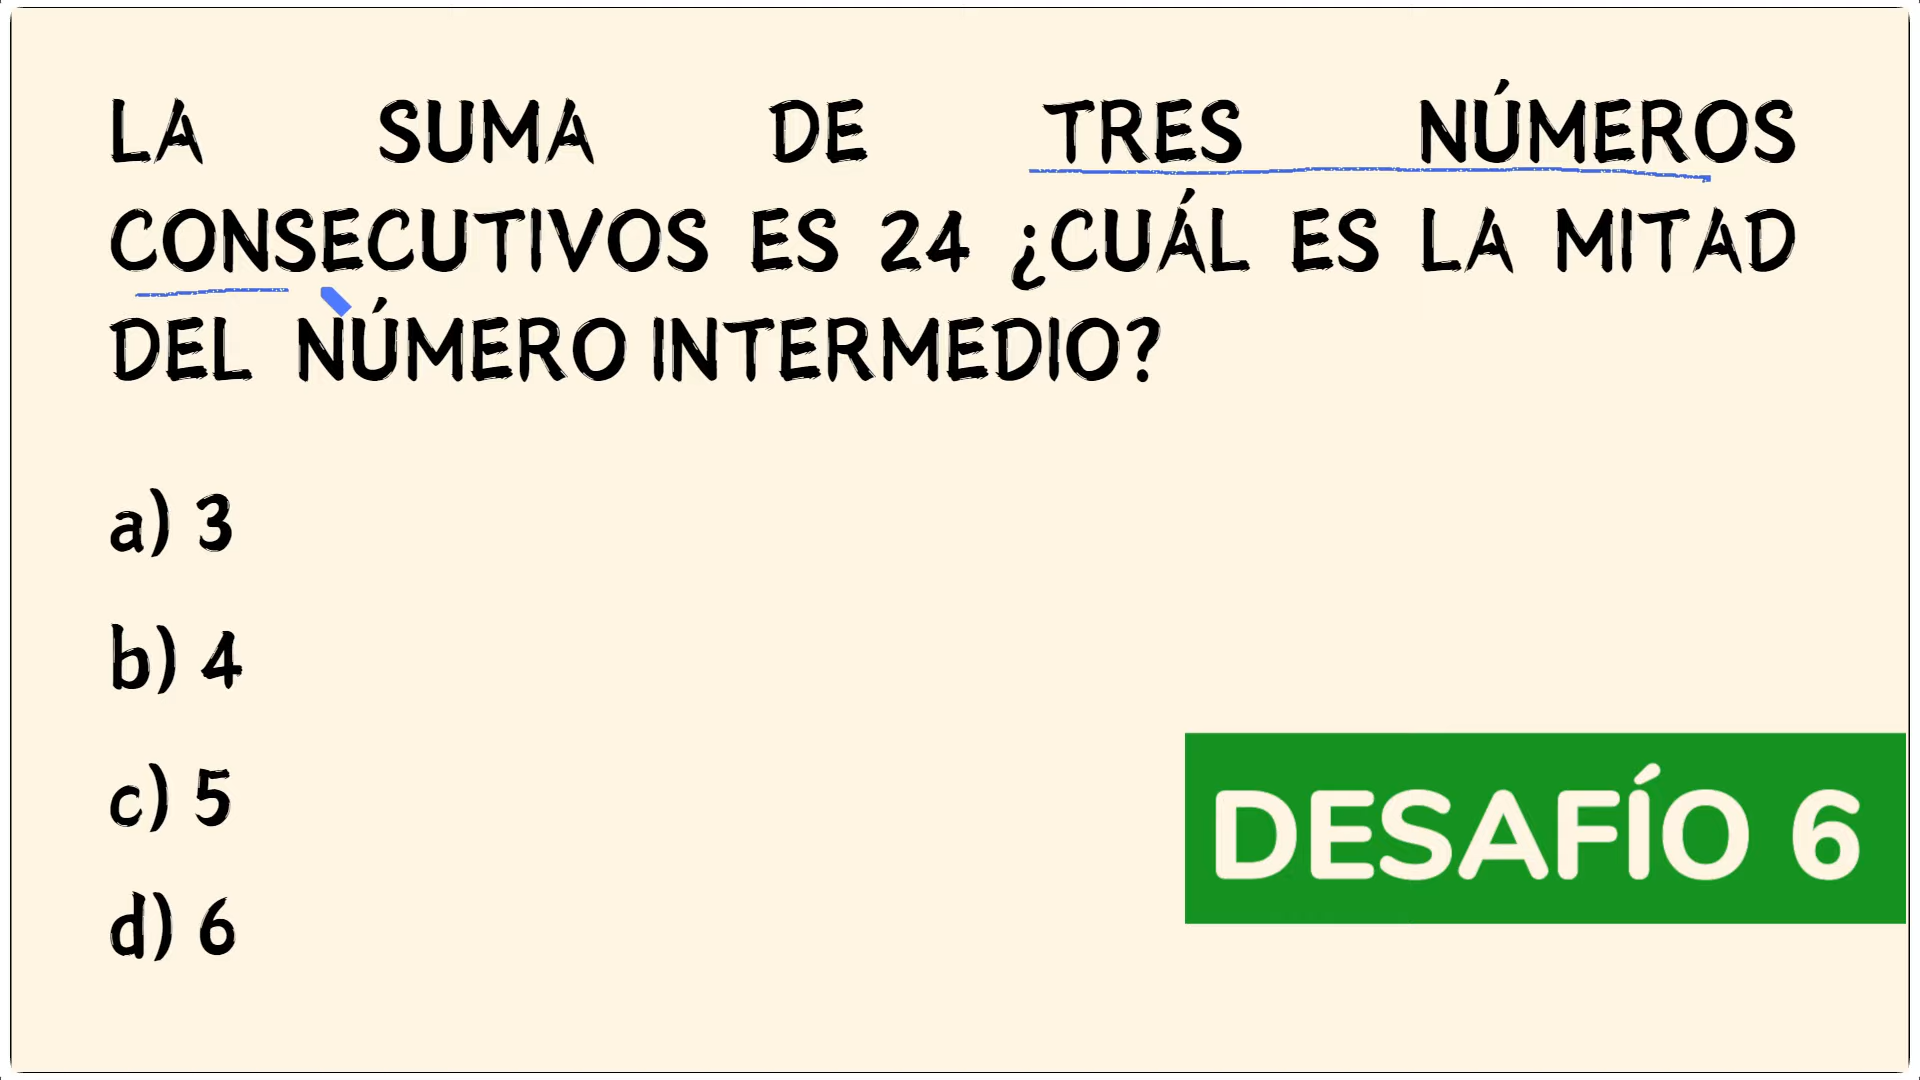 LA SUMA DE TRES NÚMEROS
CONSECUTIVOS ES 24 ¿CUÁL ES LA MITAD
DEL NÚMERO INTERMEDIO?
a) 3
b) 4
c) 5
d) 6
DESAFÍO 6